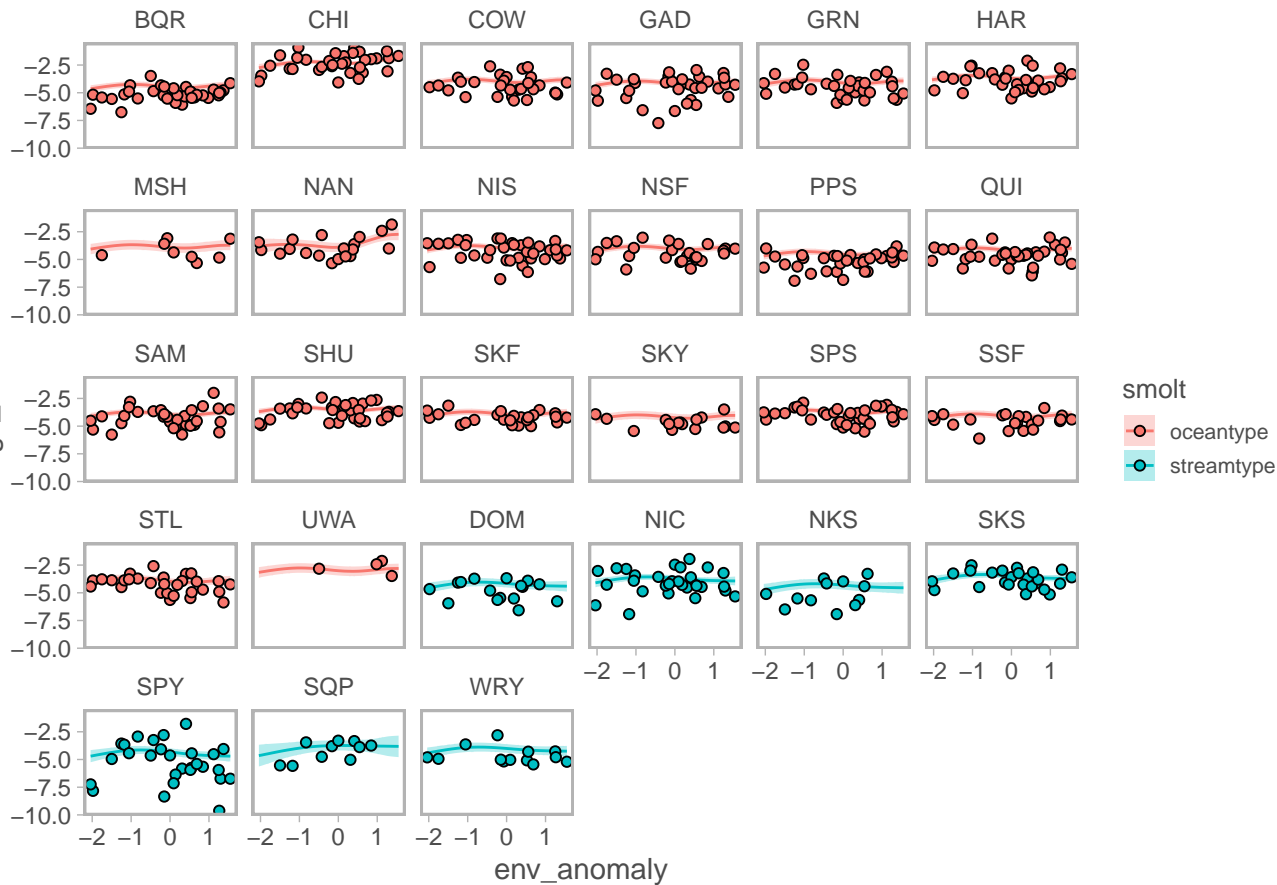 BQR CHI COW GAD GRN HAR
−2.5
−5.0
−7.5
−10.0
MSH NAN NIS NSF PPS QUI
−2.5
−5.0
−7.5
−10.0
SAM SHU SKF SKY SPS SSF
−2.5
−5.0
−7.5
−10.0
smolt
oceantype
streamtype
STL UWA DOM NIC NKS SKS
−2.5
−5.0
−7.5
−10.0
−2 −1 0 1 −2 −1 0 1 −2 −1 0 1
SPY SQP WRY
−2.5
−5.0
−7.5
−10.0
−2 −1 0 1 −2 −1 0 1 −2 −1 0 1
env_anomaly